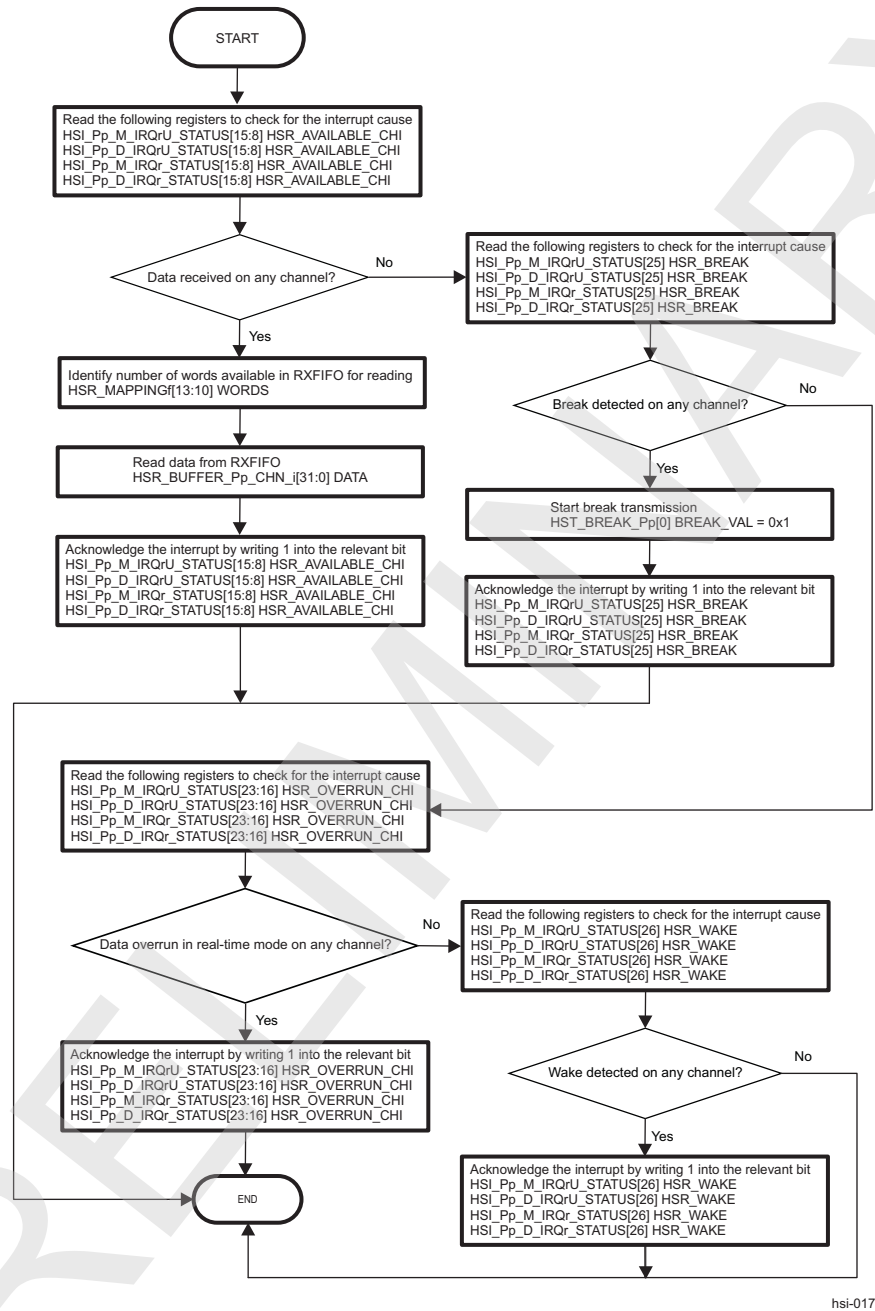 START
Read the following registers to check for the interrupt cause
HSI_Pp_M_IRQrU_STATUS[15:8] HSR_AVAILABLE_CHI
HSI_Pp_D_IRQrU_STATUS[15:8] HSR_AVAILABLE_CHI
HSI_Pp_M_IRQr_STATUS[15:8] HSR_AVAILABLE_CHI
HSI_Pp_D_IRQr_STATUS[15:8] HSR_AVAILABLE_CHI
Data received on any channel?
No
Yes
Read the following registers to check for the interrupt cause
HSI_Pp_M_IRQrU_STATUS[25] HSR_BREAK
HSI_Pp_D_IRQrU_STATUS[25] HSR_BREAK
HSI_Pp_M_IRQr_STATUS[25] HSR_BREAK
HSI_Pp_D_IRQr_STATUS[25] HSR_BREAK
Identify number of words available in RXFIFO for reading
HSR_MAPPINGf[13:10] WORDS
Break detected on any channel?
No
Yes
Read data from RXFIFO
HSR_BUFFER_Pp_CHN_i[31:0] DATA
Start break transmission
HST_BREAK_Pp[0] BREAK_VAL = 0x1
Acknowledge the interrupt by writing 1 into the relevant bit
HSI_Pp_M_IRQrU_STATUS[15:8] HSR_AVAILABLE_CHI
HSI_Pp_D_IRQrU_STATUS[15:8] HSR_AVAILABLE_CHI
HSI_Pp_M_IRQr_STATUS[15:8] HSR_AVAILABLE_CHI
HSI_Pp_D_IRQr_STATUS[15:8] HSR_AVAILABLE_CHI
Acknowledge the interrupt by writing 1 into the relevant bit
HSI_Pp_M_IRQrU_STATUS[25] HSR_BREAK
HSI_Pp_D_IRQrU_STATUS[25] HSR_BREAK
HSI_Pp_M_IRQr_STATUS[25] HSR_BREAK
HSI_Pp_D_IRQr_STATUS[25] HSR_BREAK
Read the following registers to check for the interrupt cause
HSI_Pp_M_IRQrU_STATUS[23:16] HSR_OVERRUN_CHI
HSI_Pp_D_IRQrU_STATUS[23:16] HSR_OVERRUN_CHI
HSI_Pp_M_IRQr_STATUS[23:16] HSR_OVERRUN_CHI
HSI_Pp_D_IRQr_STATUS[23:16] HSR_OVERRUN_CHI
Data overrun in real-time mode on any channel?
No
Yes
Read the following registers to check for the interrupt cause
HSI_Pp_M_IRQrU_STATUS[26] HSR_WAKE
HSI_Pp_D_IRQrU_STATUS[26] HSR_WAKE
HSI_Pp_M_IRQr_STATUS[26] HSR_WAKE
HSI_Pp_D_IRQr_STATUS[26] HSR_WAKE
Acknowledge the interrupt by writing 1 into the relevant bit
HSI_Pp_M_IRQrU_STATUS[23:16] HSR_OVERRUN_CHI
HSI_Pp_D_IRQrU_STATUS[23:16] HSR_OVERRUN_CHI
HSI_Pp_M_IRQr_STATUS[23:16] HSR_OVERRUN_CHI
HSI_Pp_D_IRQr_STATUS[23:16] HSR_OVERRUN_CHI
Wake detected on any channel?
No
Yes
Acknowledge the interrupt by writing 1 into the relevant bit
HSI_Pp_M_IRQrU_STATUS[26] HSR_WAKE
HSI_Pp_D_IRQrU_STATUS[26] HSR_WAKE
HSI_Pp_M_IRQr_STATUS[26] HSR_WAKE
HSI_Pp_D_IRQr_STATUS[26] HSR_WAKE
END
hsi-017